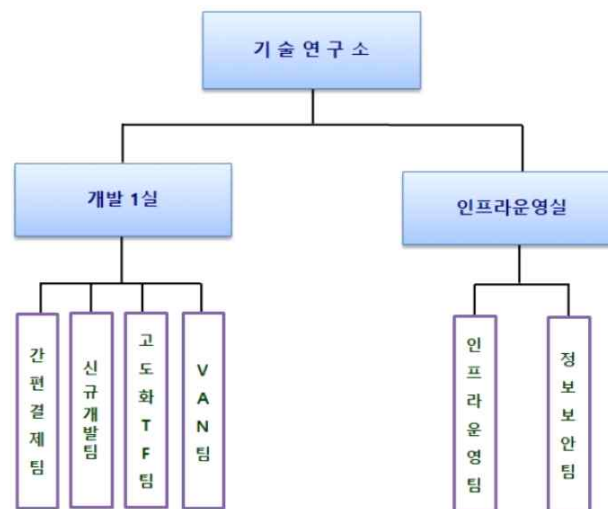 기 술 연 구 소
개발 1실
인프라운영실
간편결제팀
신규개발팀
고도화TF팀
VAN팀
인프라운영팀
정보보안팀